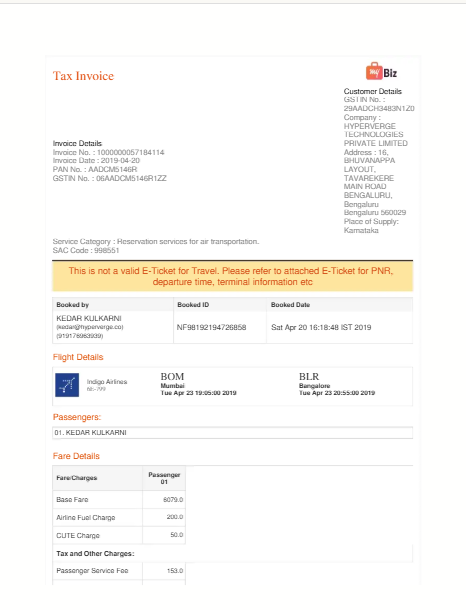 Tax Invoice
my Biz
Customer Details
GSTIN No. :
29AADCH3483N1Z0
Company :
HYPERVERGE
TECHNOLOGIES
PRIVATE LIMITED
Address : 16,
BHUVANAPPA
LAYOUT,
TAVAREKERE
MAIN ROAD
BENGALURU,
Bengaluru
Bengaluru 560029
Place of Supply:
Karnataka
Invoice Details
Invoice No. : 1000000057184114
Invoice Date : 2019-04-20
PAN No. : AADCM5146R
GSTIN No. : 06AADCM5146R1ZZ
Service Category : Reservation services for air transportation.
SAC Code : 998551
This is not a valid E-Ticket for Travel. Please refer to attached E-Ticket for PNR,
departure time, terminal information etc
Booked by Booked ID Booked Date
KEDAR KULKARNI
(kedar@hyperverge.co)
(919176963939)
NF98192194726858
Sat Apr 20 16:18:48 IST 2019
Flight Details
Indigo Airlines
6E-799
BOM
Mumbai
Tue Apr 23 19:05:00 2019
BLR
Bangalore
Tue Apr 23 20:55:00 2019
Passengers:
01. KEDAR KULKARNI
Fare Details
Fare/Charges Passenger 01
Base Fare 6079.0
Airline Fuel Charge 200.0
CUTE Charge 50.0
Tax and Other Charges:
Passenger Service Fee 153.0